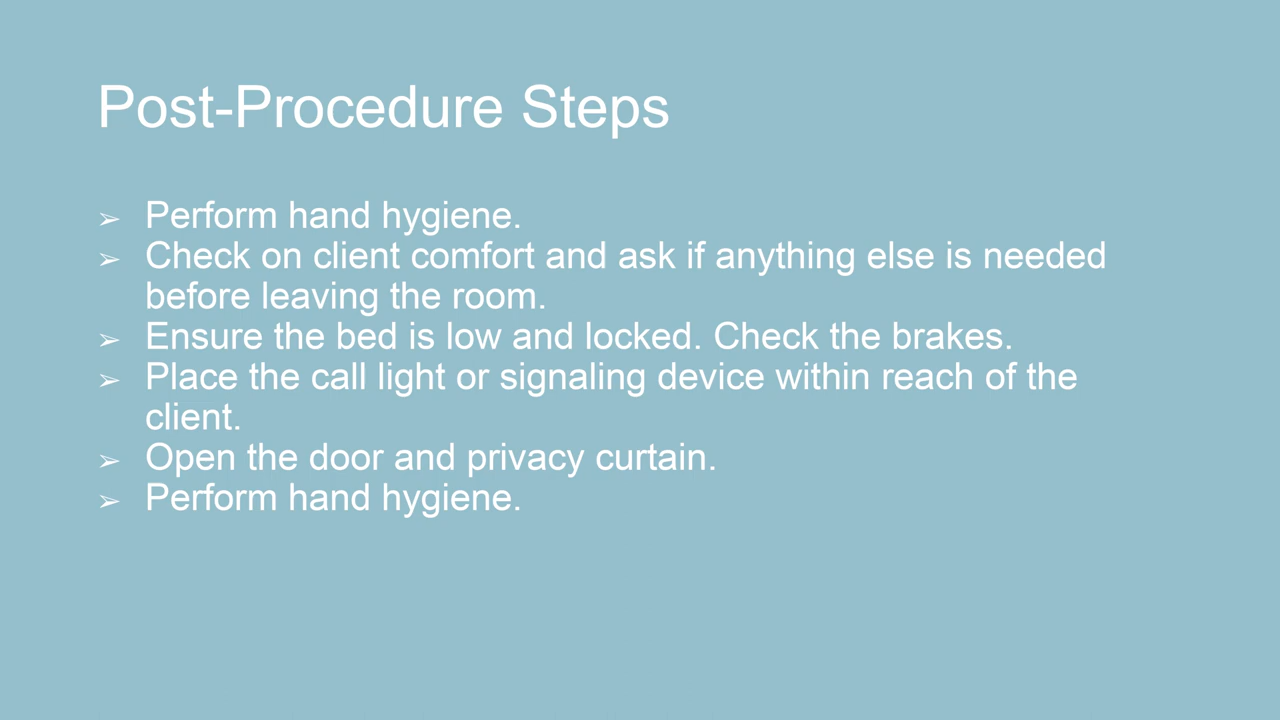 Post-Procedure Steps
➢ Perform hand hygiene.
➢ Check on client comfort and ask if anything else is needed
before leaving the room.
➢ Ensure the bed is low and locked. Check the brakes.
➢ Place the call light or signaling device within reach of the
client.
➢ Open the door and privacy curtain.
➢ Perform hand hygiene.